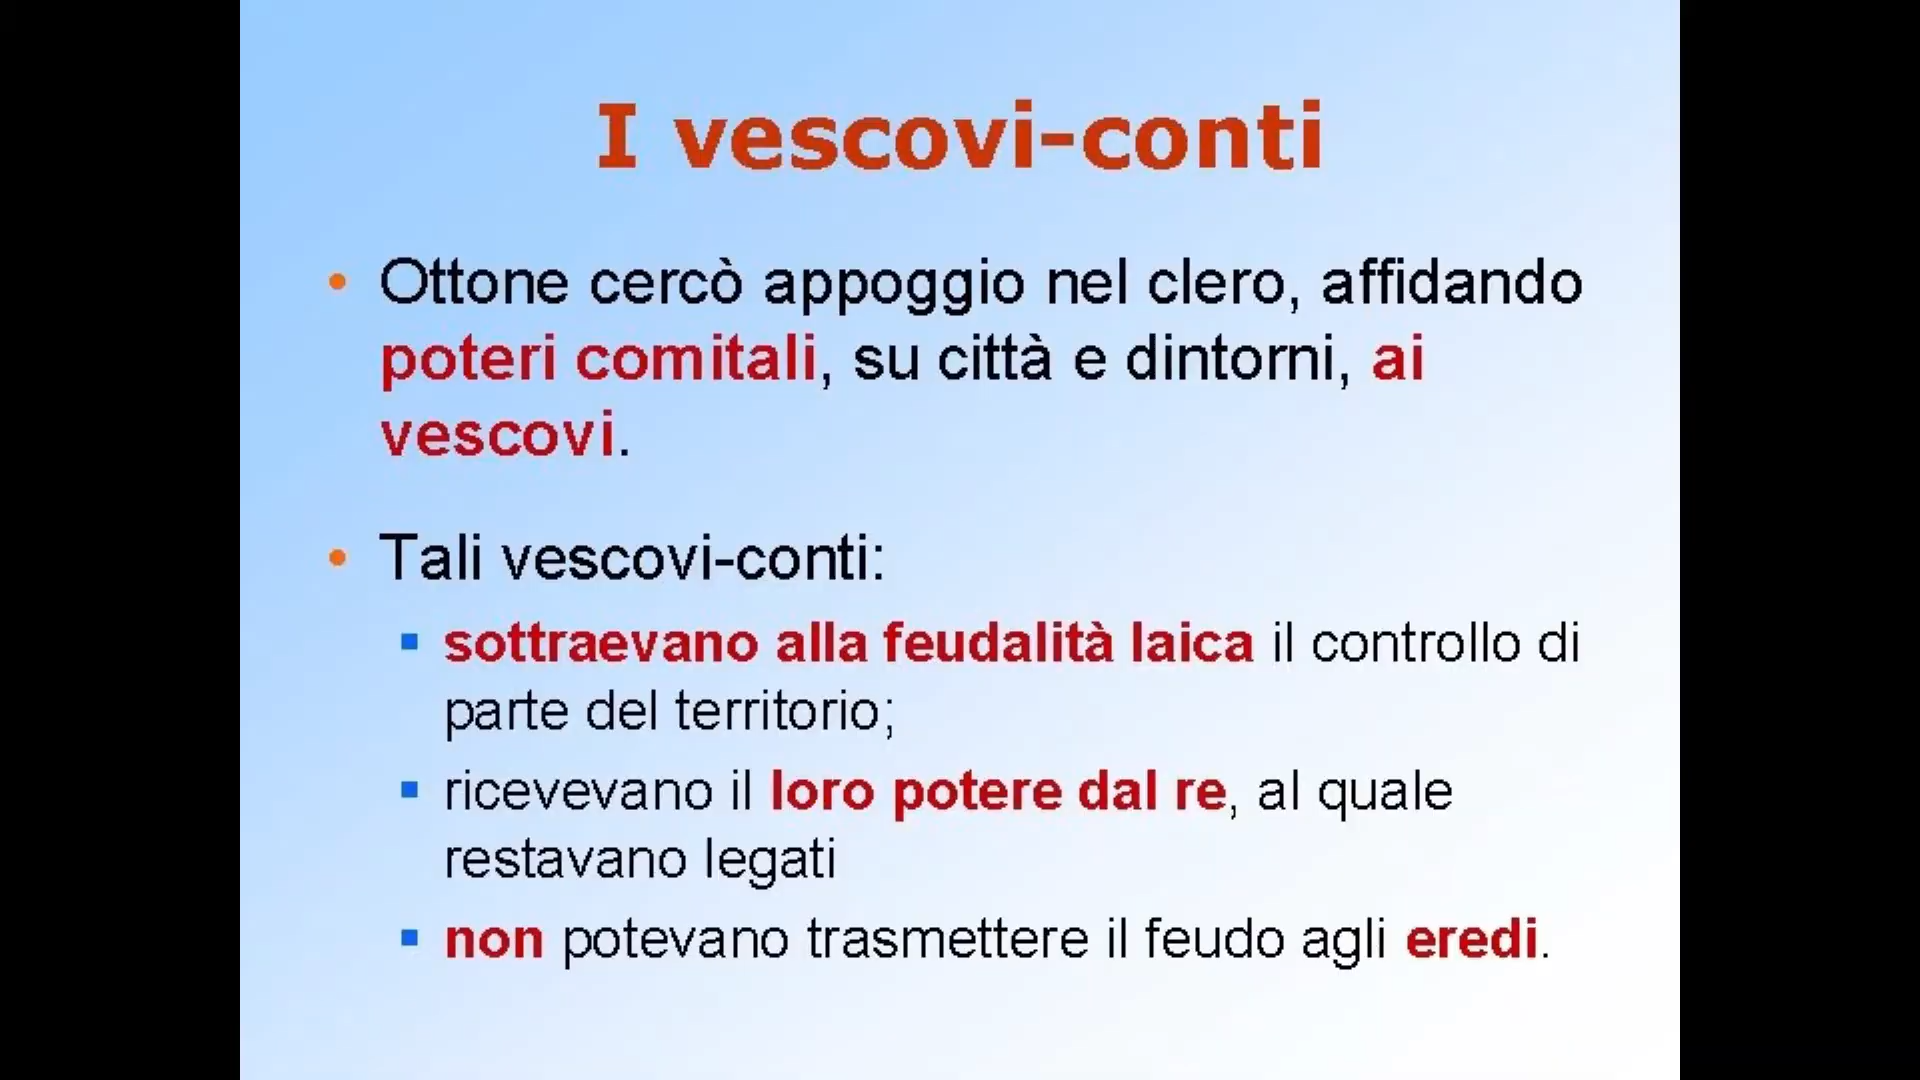 I vescovi-conti
• Ottone cercò appoggio nel clero, affidando
poteri comitali, su città e dintorni, ai
vescovi.
• Tali vescovi-conti:
▪ sottraevano alla feudalità laica il controllo di
parte del territorio;
▪ ricevevano il loro potere dal re, al quale
restavano legati
▪ non potevano trasmettere il feudo agli eredi.